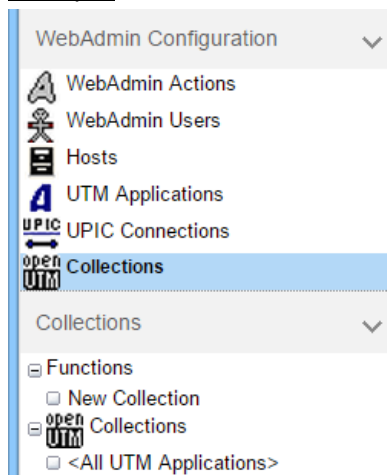 WebAdmin Configuration
WebAdmin Actions
WebAdmin Users
Hosts
UTM Applications
UPIC UPIC Connections
open UTM Collections
Collections
Functions
New Collection
open UTM Collections
<All UTM Applications>